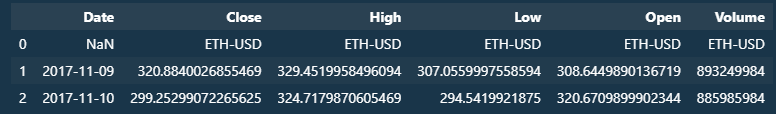 Date Close High Low Open Volume
0 NaN ETH-USD ETH-USD ETH-USD ETH-USD ETH-USD
1 2017-11-09 320.8840026855469 329.4519958496094 307.0559997558594 308.6449890136719 893249984
2 2017-11-10 299.25299072265625 324.7179870605469 294.5419921875 320.6709899902344 885985984